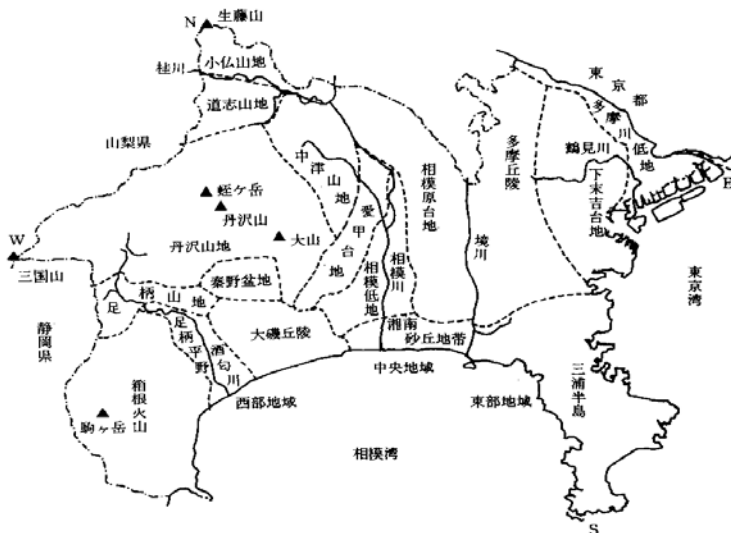 N
生藤山
小仏山地
桂川
道志山地
山梨県
東京都
多摩川低地
鶴見川
下末吉台地
E
多摩丘陵
相模原台地
中津山地
愛甲台地
蛭ケ岳
丹沢山
大山
丹沢山地
W
三国山
秦野盆地
相模低地
相模川
境川
東京湾
足柄山地
足柄平野
酒匂川
大磯丘陵
湘南
砂丘地帯
静岡県
箱根火山
駒ヶ岳
西部地域
中央地域
東部地域
三浦半島
相模湾
S